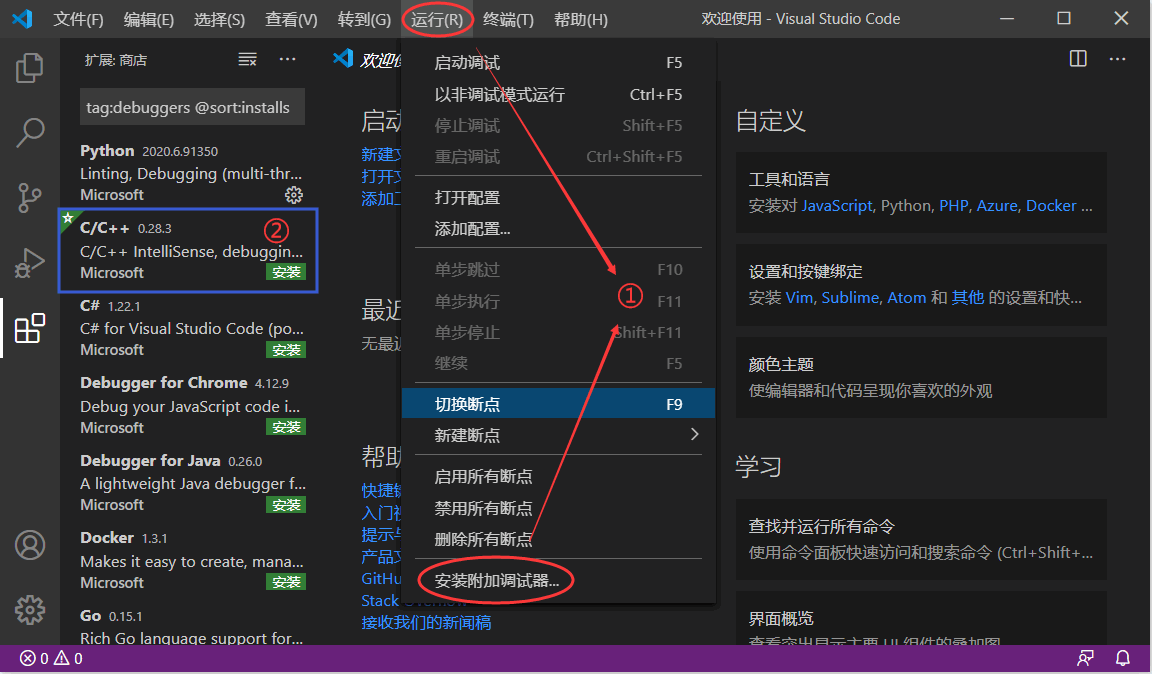 文件(F) 编辑(E) 选择(S) 查看(V) 转到(G) 运行(R) 终端(T) 帮助(H) 欢迎使用 - Visual Studio Code
扩展: 商店
tag:debuggers @sort:installs
Python 2020.6.91350
Linting, Debugging (multi-thr...
Microsoft
C/C++ 0.28.3
②
C/C++ IntelliSense, debuggin...
Microsoft 安装
C# 1.22.1
C# for Visual Studio Code (po...
Microsoft 安装
Debugger for Chrome 4.12.9
Debug your JavaScript code i...
Microsoft 安装
Debugger for Java 0.26.0
A lightweight Java debugger f...
Microsoft 安装
Docker 1.3.1
Makes it easy to create, mana...
Microsoft 安装
Go 0.15.1
Rich Go language support for...
欢迎
启动
新建文
打开文
添加工
最近
无最近
帮助
快捷键
入门视
提示与
产品文
GitHu
Stack Overflow
接收我们的新闻稿
启动调试 F5
以非调试模式运行 Ctrl+F5
停止调试 Shift+F5
重启调试 Ctrl+Shift+F5
打开配置
添加配置...
单步跳过 F10
①
单步执行 F11
单步停止 Shift+F11
继续 F5
切换断点 F9
新建断点
启用所有断点
禁用所有断点
删除所有断点
安装附加调试器...
自定义
工具和语言
安装对 JavaScript, Python, PHP, Azure, Docker ...
设置和按键绑定
安装 Vim, Sublime, Atom 和 其他 的设置和快...
颜色主题
使编辑器和代码呈现你喜欢的外观
学习
查找并运行所有命令
使用命令面板快速访问和搜索命令 (Ctrl+Shift+...
界面概览
查看突出显示主要 UI 组件的叠加图
0 0